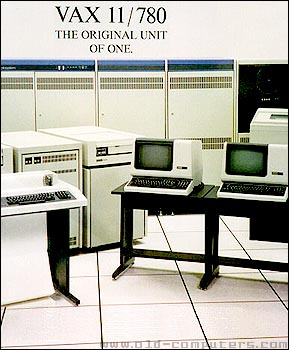 VAX 11/780
THE ORIGINAL UNIT
OF ONE.
www.old-computers.com